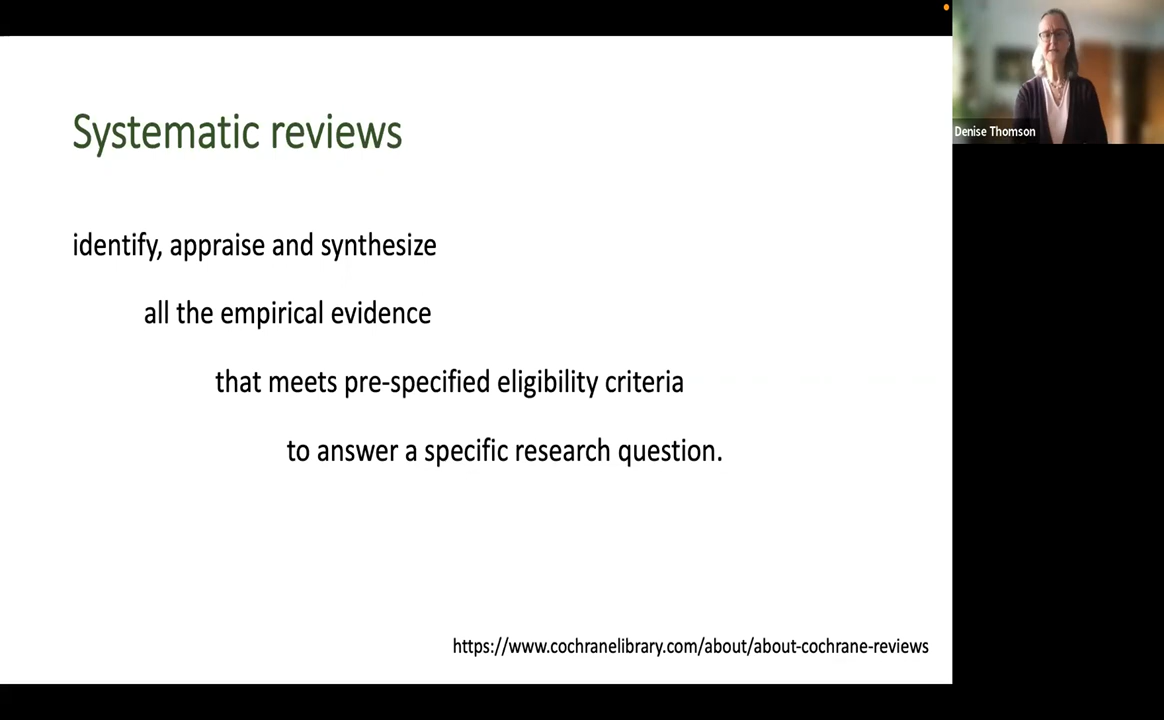 Systematic reviews
identify, appraise and synthesize
all the empirical evidence
that meets pre-specified eligibility criteria
to answer a specific research question.
https://www.cochranelibrary.com/about/about-cochrane-reviews
Denise Thomson